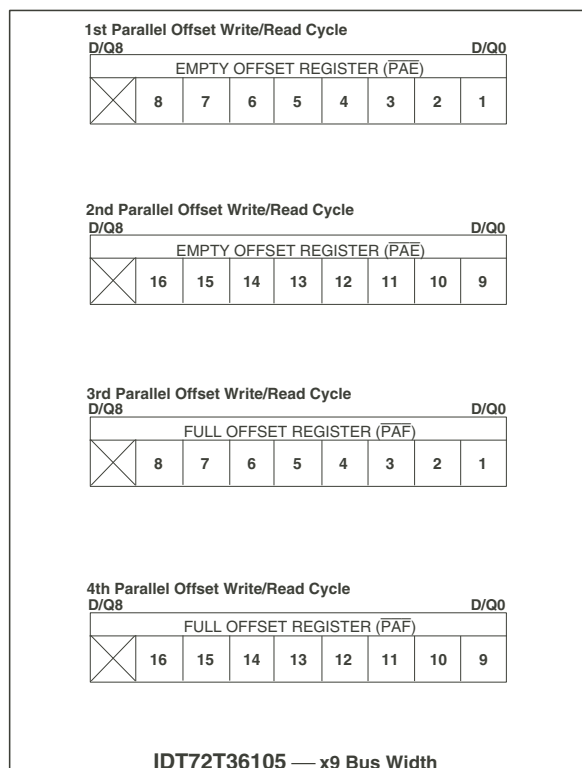 1st Parallel Offset Write/Read Cycle
D/Q8 D/Q0
EMPTY OFFSET REGISTER (PAE)
8 7 6 5 4 3 2 1
2nd Parallel Offset Write/Read Cycle
D/Q8 D/Q0
EMPTY OFFSET REGISTER (PAE)
16 15 14 13 12 11 10 9
3rd Parallel Offset Write/Read Cycle
D/Q8 D/Q0
FULL OFFSET REGISTER (PAF)
8 7 6 5 4 3 2 1
4th Parallel Offset Write/Read Cycle
D/Q8 D/Q0
FULL OFFSET REGISTER (PAF)
16 15 14 13 12 11 10 9
IDT72T36105 — x9 Bus Width